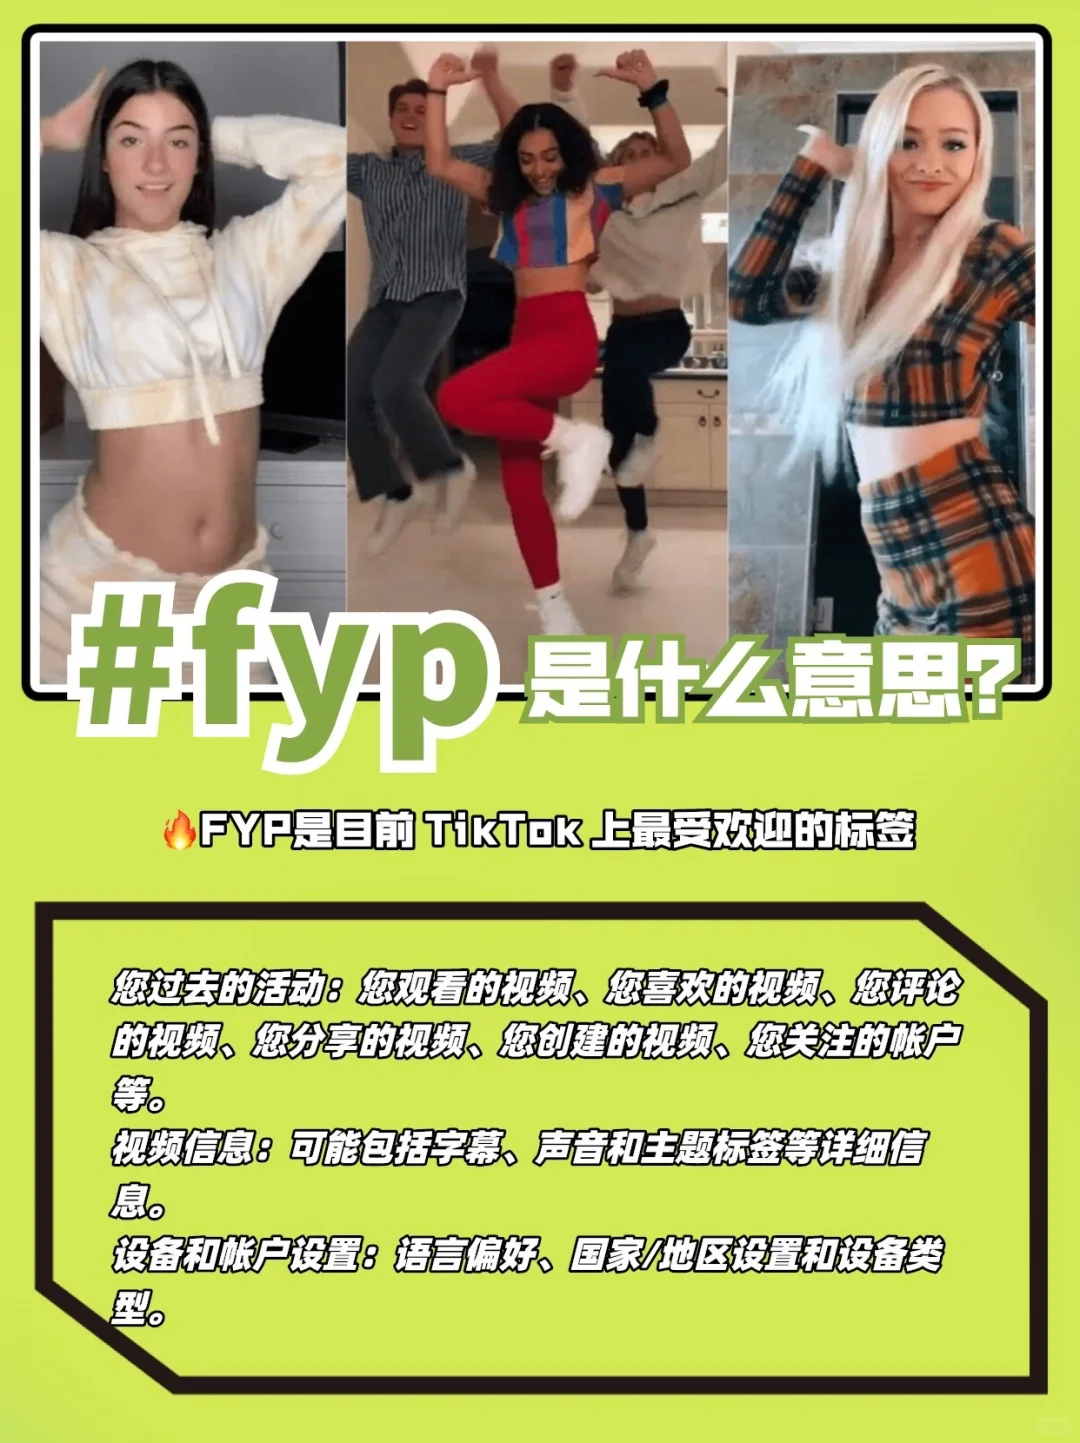 #fyp 是什么意思?
🔥FYP是目前 TikTok 上最受欢迎的标签
您过去的活动：您观看的视频、您喜欢的视频、您评论
的视频、您分享的视频、您创建的视频、您关注的帐户
等。
视频信息：可能包括字幕、声音和主题标签等详细信
息。
设备和帐户设置：语言偏好、国家/地区设置和设备类
型。